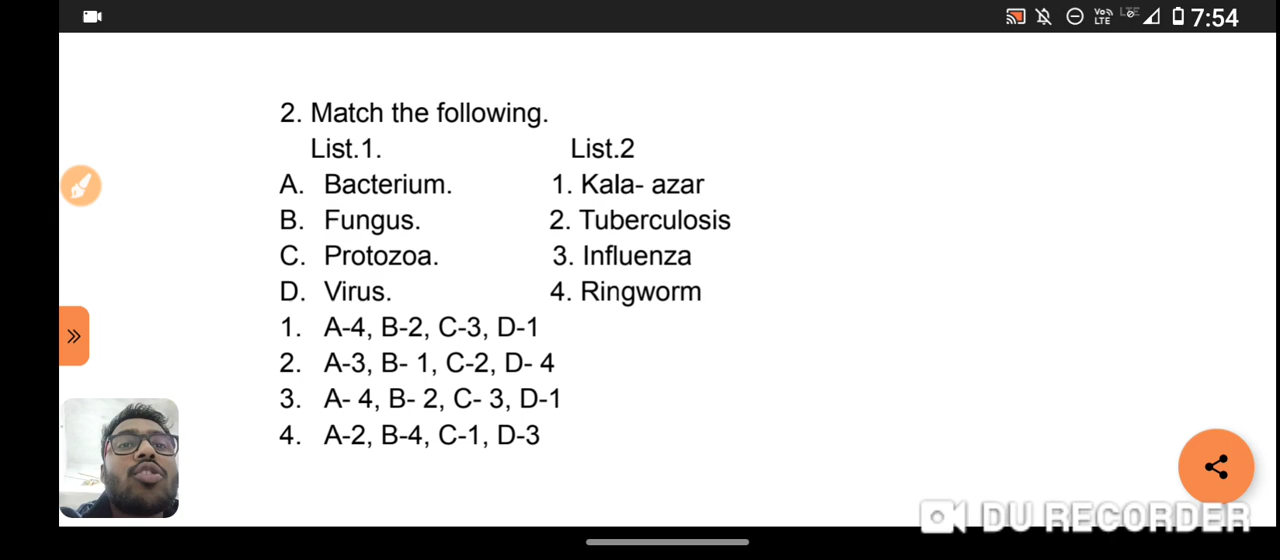 7:54
2. Match the following.
List.1. List.2
A. Bacterium. 1. Kala- azar
B. Fungus. 2. Tuberculosis
C. Protozoa. 3. Influenza
D. Virus. 4. Ringworm
1. A-4, B-2, C-3, D-1
2. A-3, B- 1, C-2, D- 4
3. A- 4, B- 2, C- 3, D-1
4. A-2, B-4, C-1, D-3
DU RECORDER